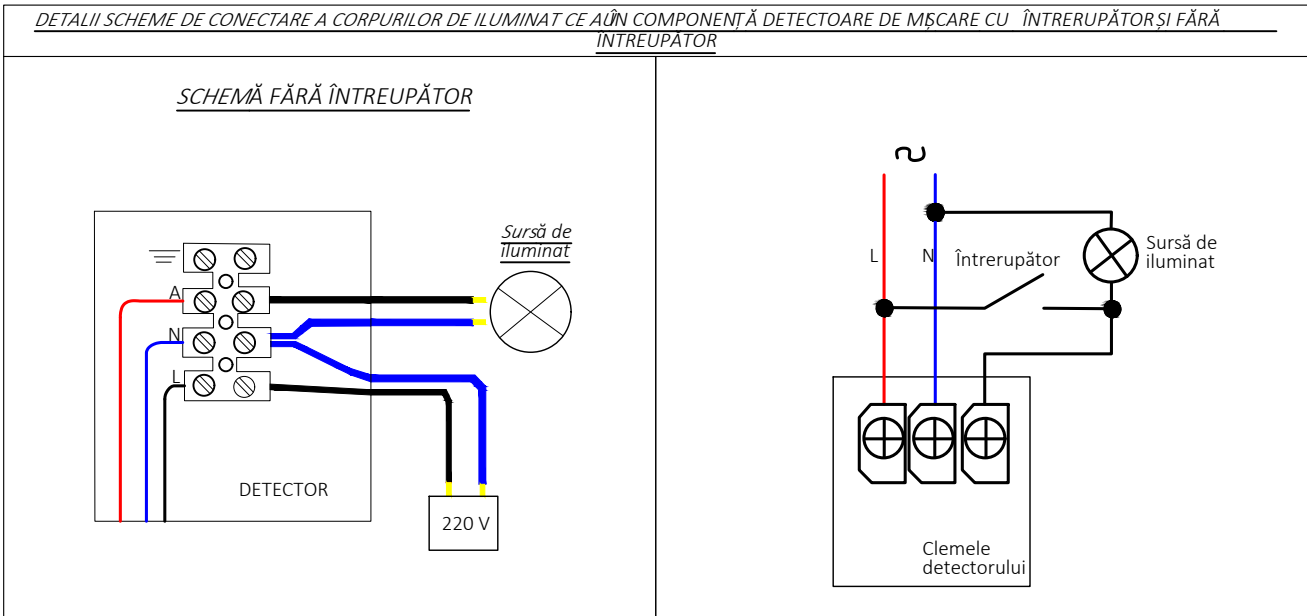 DETALII SCHEME DE CONECTARE A CORPURILOR DE ILUMINAT CE AU ÎN COMPONENȚĂ DETECTOARE DE MIȘCARE CU ÎNTRERUPĂTOR ȘI FĂRĂ
ÎNTREUPĂTOR
SCHEMĂ FĂRĂ ÎNTREUPĂTOR
Sursă de
iluminat
A
N
L
DETECTOR
220 V
L
N
Întrerupător
Sursă de
iluminat
Clemele
detectorului